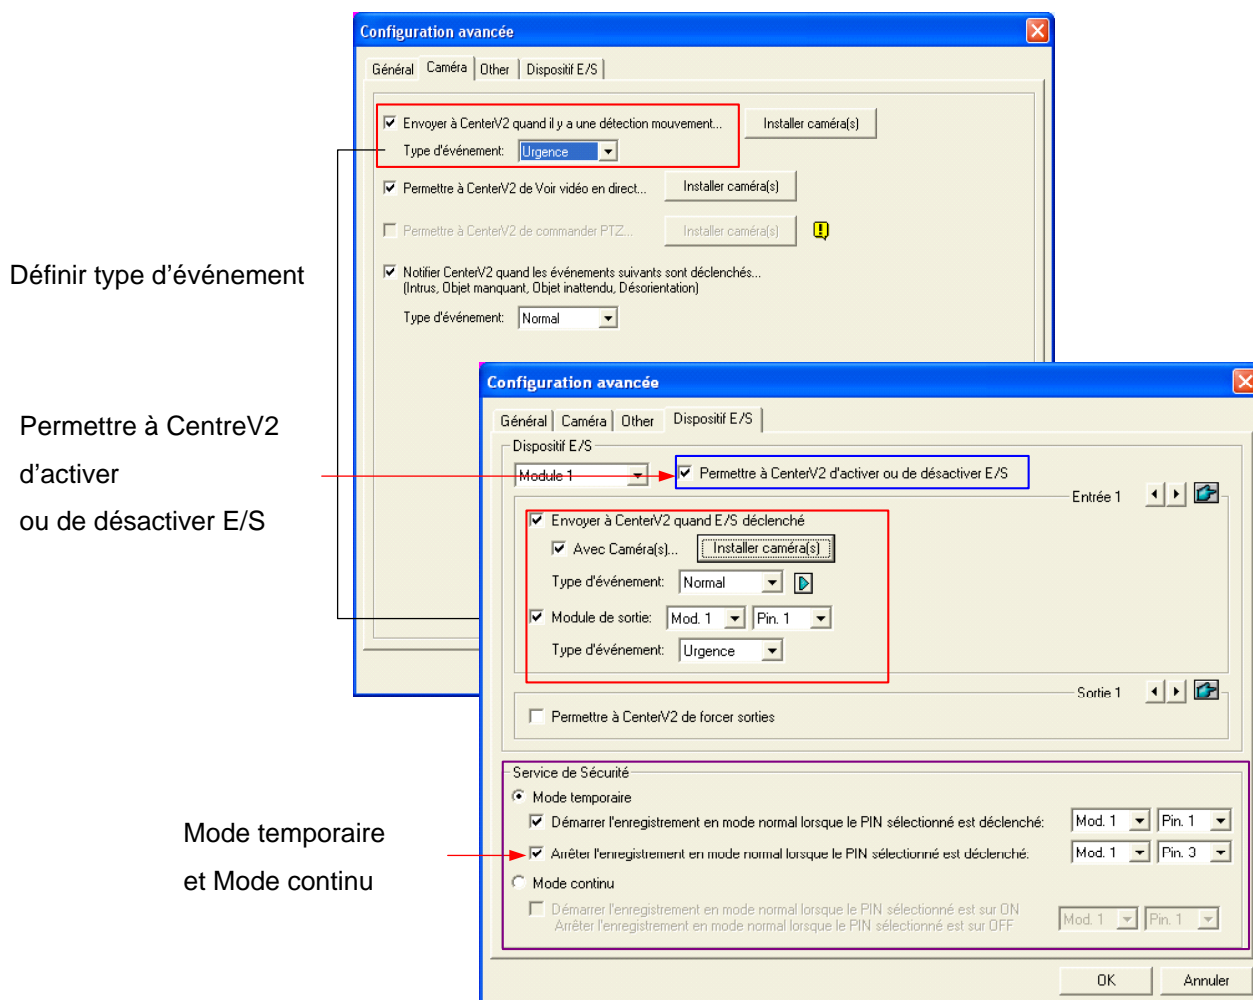 Configuration avancée
Général Caméra Other Dispositif E/S
Envoyer à CenterV2 quand il y a une détection mouvement... Installer caméra(s)
Type d'événement: Urgence
Permettre à CenterV2 de Voir vidéo en direct... Installer caméra(s)
Permettre à CenterV2 de commander PTZ... Installer caméra(s)
Notifier CenterV2 quand les événements suivants sont déclenchés...
(Intrus, Objet manquant, Objet inattendu, Désorientation)
Type d'événement: Normal
Définir type d'événement
Permettre à CentreV2
d'activer
ou de désactiver E/S
Configuration avancée
Général Caméra Other Dispositif E/S
Dispositif E/S
Module 1 Permettre à CenterV2 d'activer ou de désactiver E/S
Entrée 1
Envoyer à CenterV2 quand E/S déclenché
Avec Caméra(s)... Installer caméra(s)
Type d'événement: Normal
Module de sortie: Mod. 1 Pin. 1
Type d'événement: Urgence
Sortie 1
Permettre à CenterV2 de forcer sorties
Service de Sécurité
Mode temporaire
Démarrer l'enregistrement en mode normal lorsque le PIN sélectionné est déclenché: Mod. 1 Pin. 1
Arrêter l'enregistrement en mode normal lorsque le PIN sélectionné est déclenché: Mod. 1 Pin. 3
Mode continu
Démarrer l'enregistrement en mode normal lorsque le PIN sélectionné est sur ON
Arrêter l'enregistrement en mode normal lorsque le PIN sélectionné est sur OFF Mod. 1 Pin. 1
Mode temporaire
et Mode continu
OK Annuler